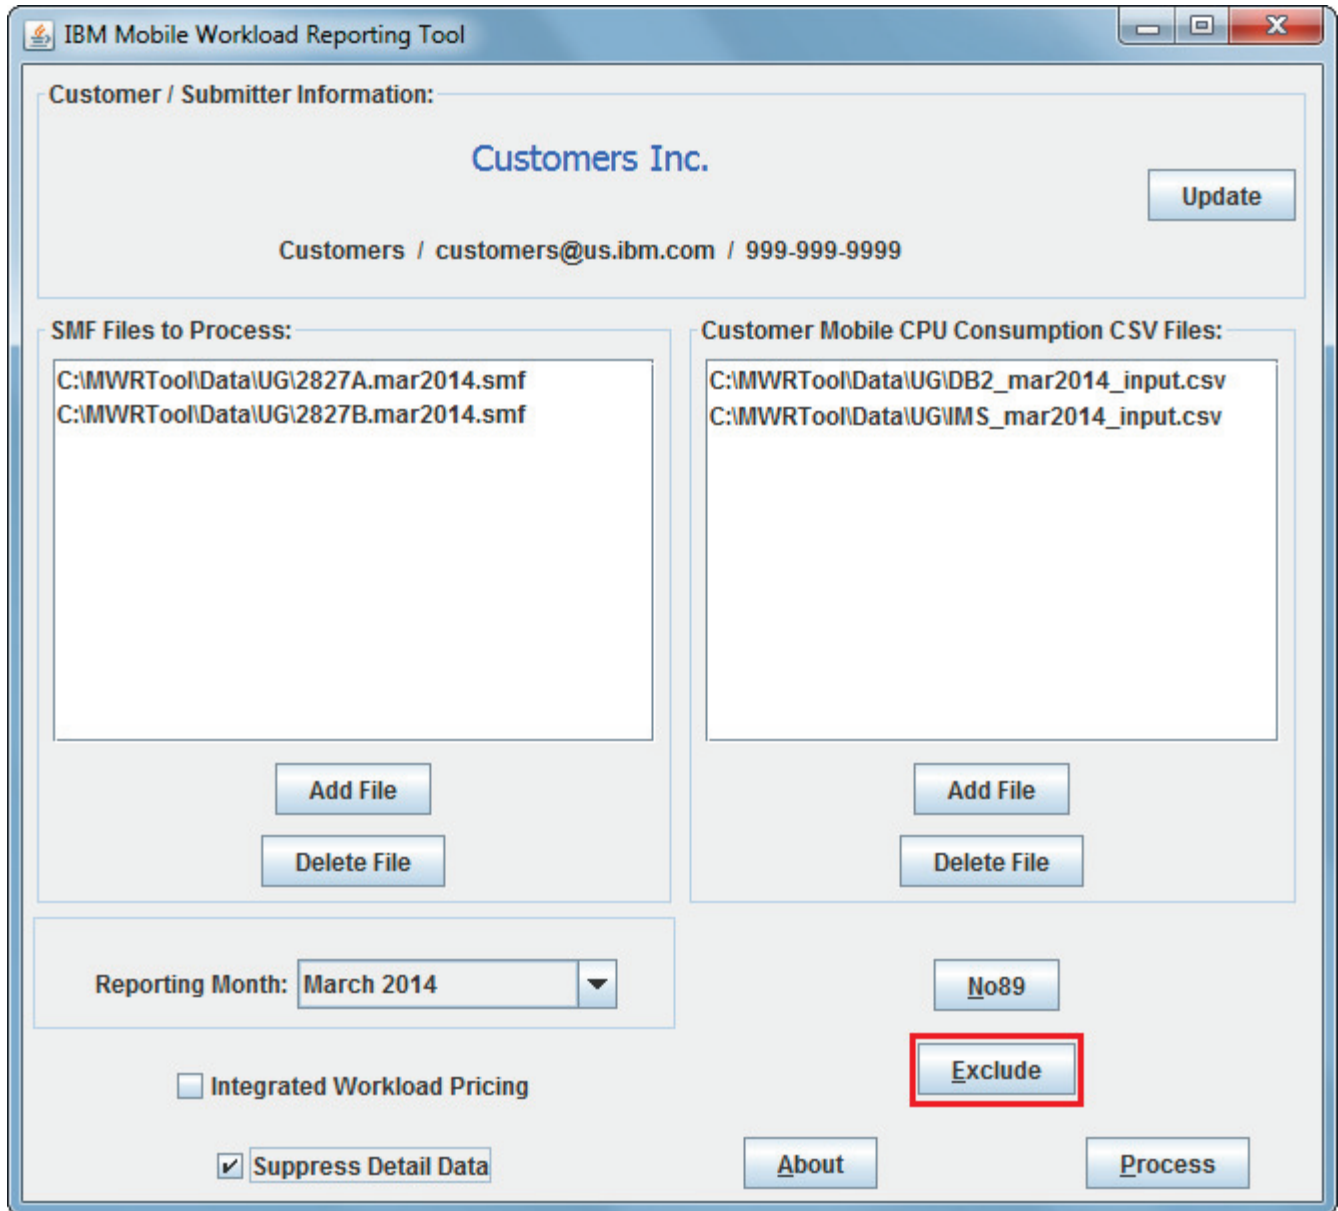 IBM Mobile Workload Reporting Tool
Customer / Submitter Information:
Customers Inc.
Update
Customers / customers@us.ibm.com / 999-999-9999
SMF Files to Process:
C:\MWRTool\Data\UG\2827A.mar2014.smf
C:\MWRTool\Data\UG\2827B.mar2014.smf
Add File
Delete File
Customer Mobile CPU Consumption CSV Files:
C:\MWRTool\Data\UG\DB2_mar2014_input.csv
C:\MWRTool\Data\UG\IMS_mar2014_input.csv
Add File
Delete File
Reporting Month: March 2014
No89
Exclude
Integrated Workload Pricing
Suppress Detail Data
About
Process